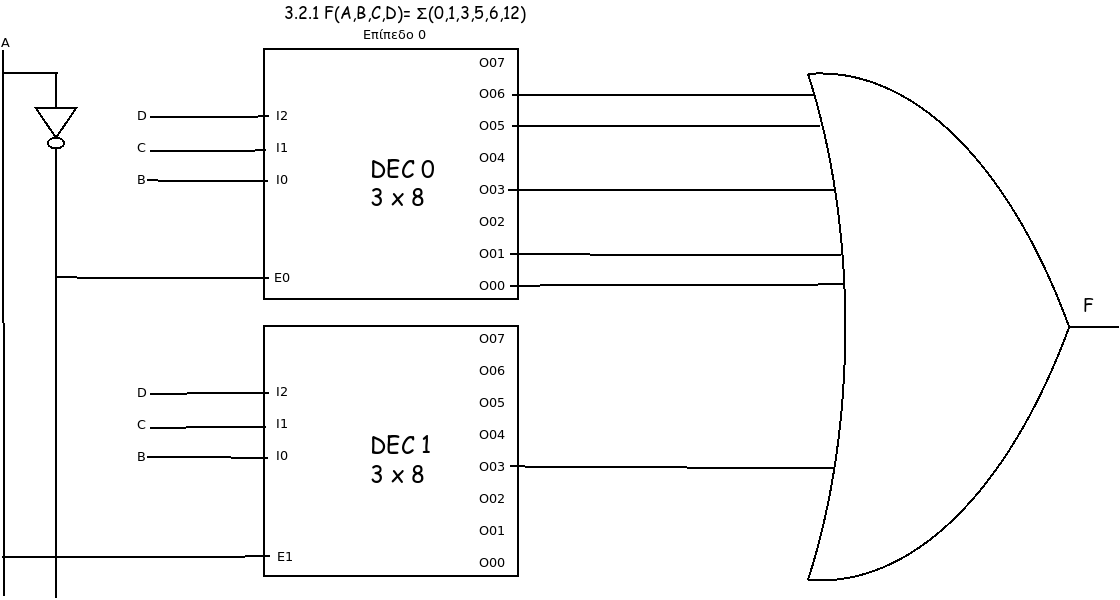 3.2.1 F(A,B,C,D)= Σ(0,1,3,5,6,12)
Επίπεδο 0
A
O07
O06
D
I2
O05
C
I1
O04
DEC 0
B
I0
O03
3 x 8
O02
O01
E0
O00
F
O07
O06
D
I2
O05
C
I1
O04
DEC 1
B
I0
O03
3 x 8
O02
O01
E1
O00